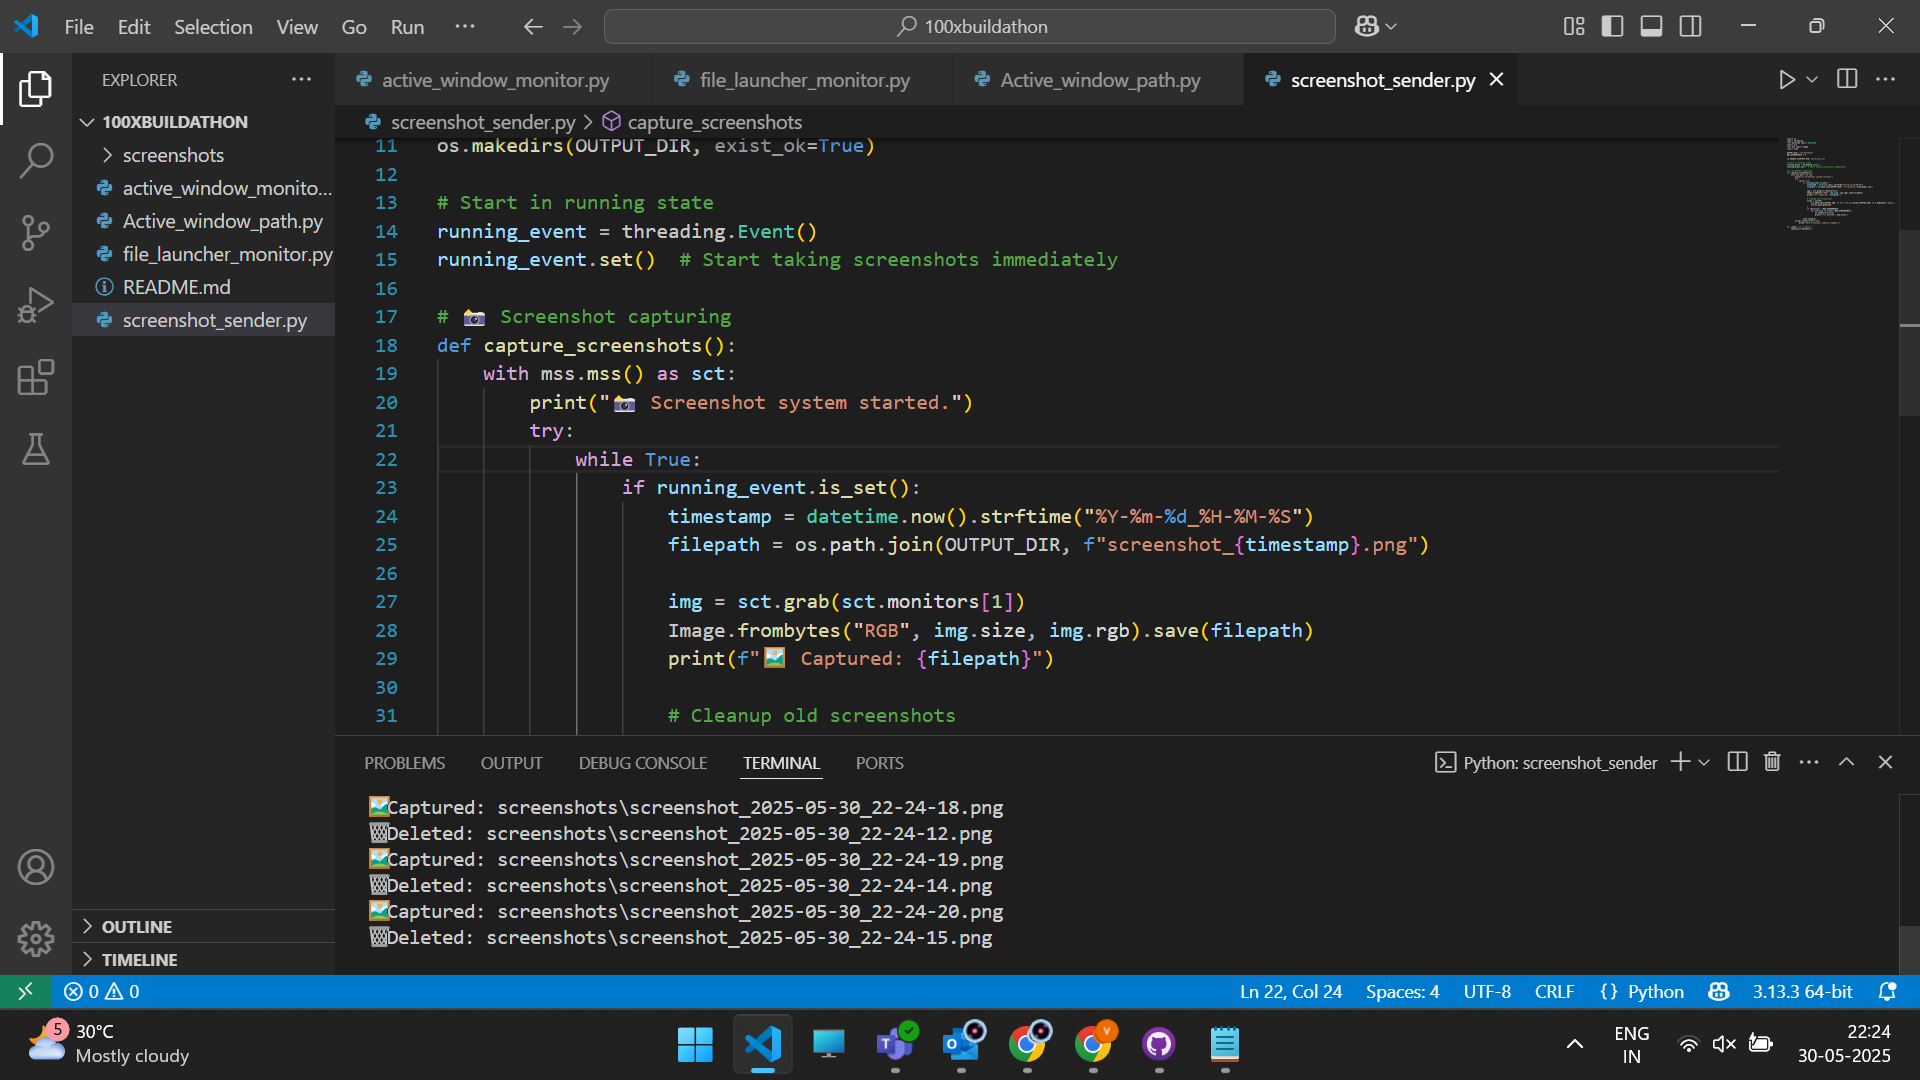 File Edit Selection View Go Run ···
100xbuildathon
EXPLORER ···
active_window_monitor.py
file_launcher_monitor.py
Active_window_path.py
screenshot_sender.py
100XBUILDATHON
screenshots
active_window_monito...
Active_window_path.py
file_launcher_monitor.py
README.md
screenshot_sender.py
OUTLINE
TIMELINE
screenshot_sender.py > capture_screenshots
11 os.makedirs(OUTPUT_DIR, exist_ok=True)
12
13 # Start in running state
14 running_event = threading.Event()
15 running_event.set()  # Start taking screenshots immediately
16
17 # 📷 Screenshot capturing
18 def capture_screenshots():
19     with mss.mss() as sct:
20         print("📷 Screenshot system started.")
21         try:
22             while True:
23                 if running_event.is_set():
24                     timestamp = datetime.now().strftime("%Y-%m-%d_%H-%M-%S")
25                     filepath = os.path.join(OUTPUT_DIR, f"screenshot_{timestamp}.png")
26
27                     img = sct.grab(sct.monitors[1])
28                     Image.frombytes("RGB", img.size, img.rgb).save(filepath)
29                     print(f"🖼️ Captured: {filepath}")
30
31                     # Cleanup old screenshots
PROBLEMS OUTPUT DEBUG CONSOLE TERMINAL PORTS
Python: screenshot_sender
🖼️Captured: screenshots\screenshot_2025-05-30_22-24-18.png
🗑️Deleted: screenshots\screenshot_2025-05-30_22-24-12.png
🖼️Captured: screenshots\screenshot_2025-05-30_22-24-19.png
🗑️Deleted: screenshots\screenshot_2025-05-30_22-24-14.png
🖼️Captured: screenshots\screenshot_2025-05-30_22-24-20.png
🗑️Deleted: screenshots\screenshot_2025-05-30_22-24-15.png
0 0
Ln 22, Col 24 Spaces: 4 UTF-8 CRLF {} Python 3.13.3 64-bit
5 30°C
Mostly cloudy
ENG
IN
22:24
30-05-2025